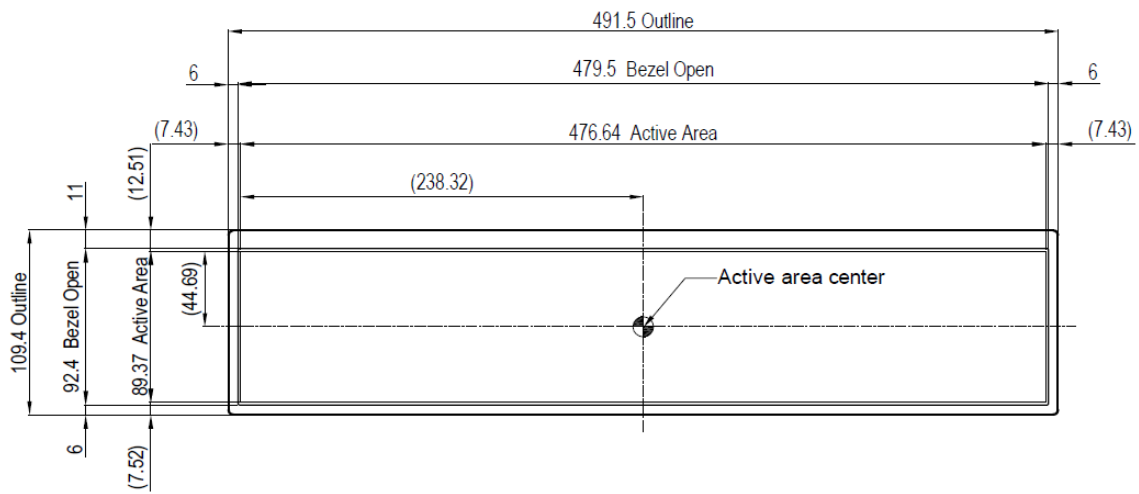 491.5 Outline
6
479.5 Bezel Open
6
(7.43)
476.64 Active Area
(7.43)
11
(12.51)
(238.32)
109.4 Outline
92.4 Bezel Open
89.37 Active Area
(44.69)
Active area center
6
(7.52)